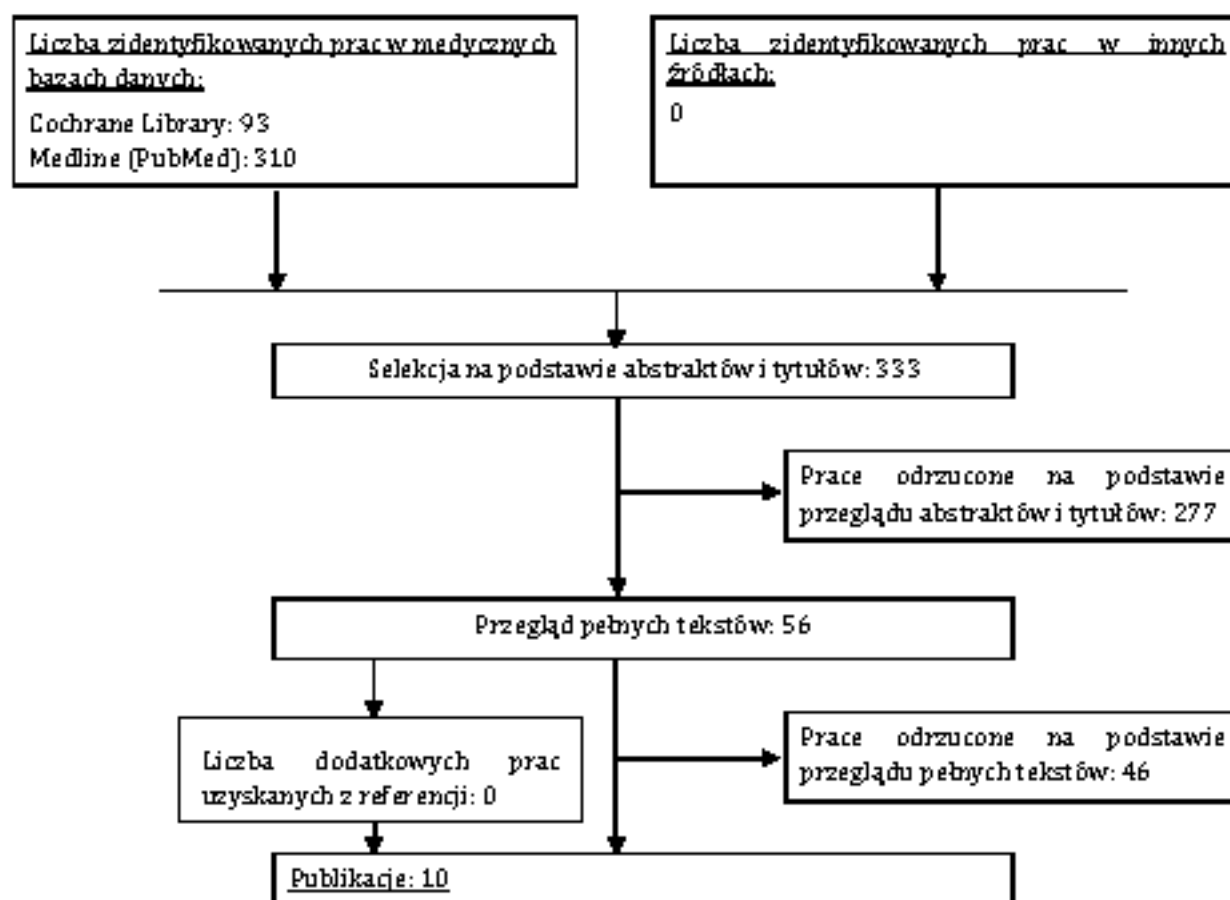 Liczba zidentyfikowanych prac w medycznych
bazach danych:
Cochrane Library: 93
Medline (PubMed): 310
Liczba zidentyfikowanych prac w innych
źródłach:
0
Selekcja na podstawie abstraktów i tytułów: 333
Prace odrzucone na podstawie
przeglądu abstraktów i tytułów: 277
Przegląd pełnych tekstów: 56
Liczba dodatkowych prac
uzyskanych z referencji: 0
Prace odrzucone na podstawie
przeglądu pełnych tekstów: 46
Publikacje: 10